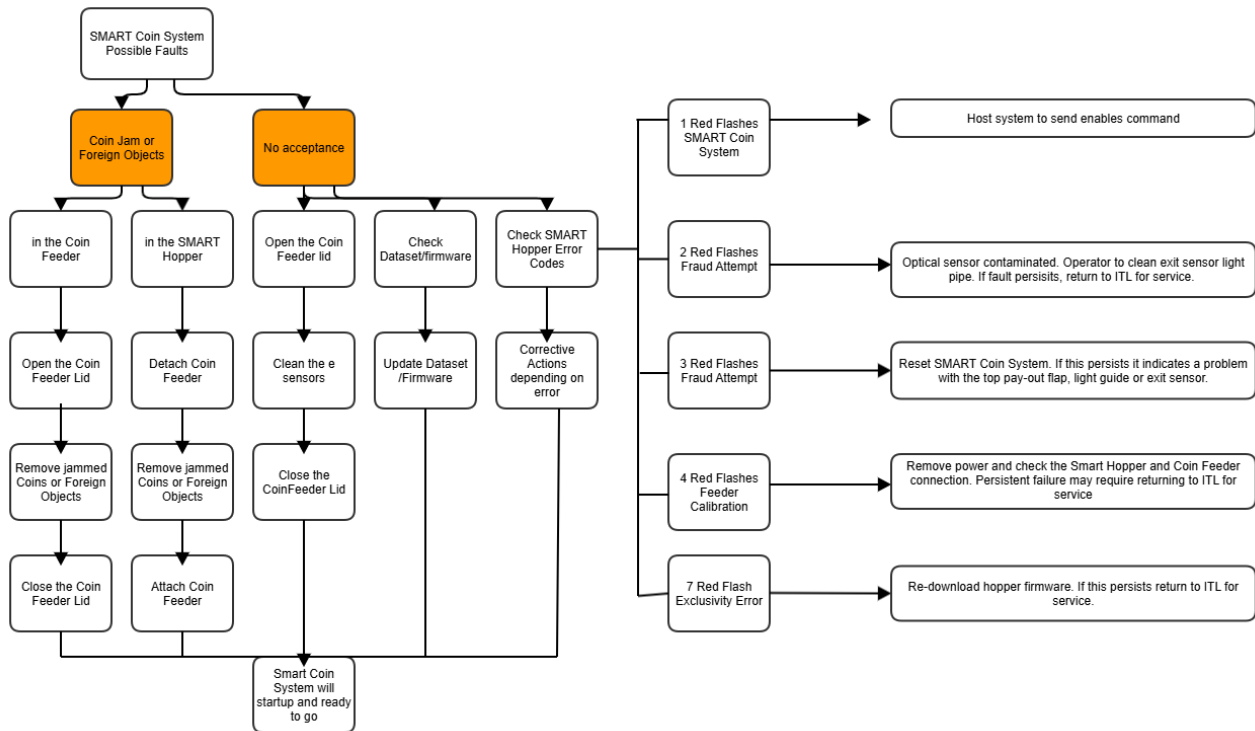 SMART Coin System
Possible Faults
Coin Jam or
Foreign Objects
No acceptance
1 Red Flashes
SMART Coin
System
Host system to send enables command
in the Coin
Feeder
in the SMART
Hopper
Open the Coin
Feeder lid
Check
Dataset/firmware
Check SMART
Hopper Error
Codes
2 Red Flashes
Fraud Attempt
Optical sensor contaminated. Operator to clean exit sensor light
pipe. If fault persisits, return to ITL for service.
Open the Coin
Feeder Lid
Detach Coin
Feeder
Clean the e
sensors
Update Dataset
/Firmware
Corrective
Actions
depending on
error
3 Red Flashes
Fraud Attempt
Reset SMART Coin System. If this persists it indicates a problem
with the top pay-out flap, light guide or exit sensor.
Remove jammed
Coins or Foreign
Objects
Remove jammed
Coins or Foreign
Objects
Close the
CoinFeeder Lid
4 Red Flashes
Feeder
Calibration
Remove power and check the Smart Hopper and Coin Feeder
connection. Persistent failure may require returning to ITL for
service
Close the Coin
Feeder Lid
Attach Coin
Feeder
7 Red Flash
Exclusivity Error
Re-download hopper firmware. If this persists return to ITL for
service.
Smart Coin
System will
startup and ready
to go